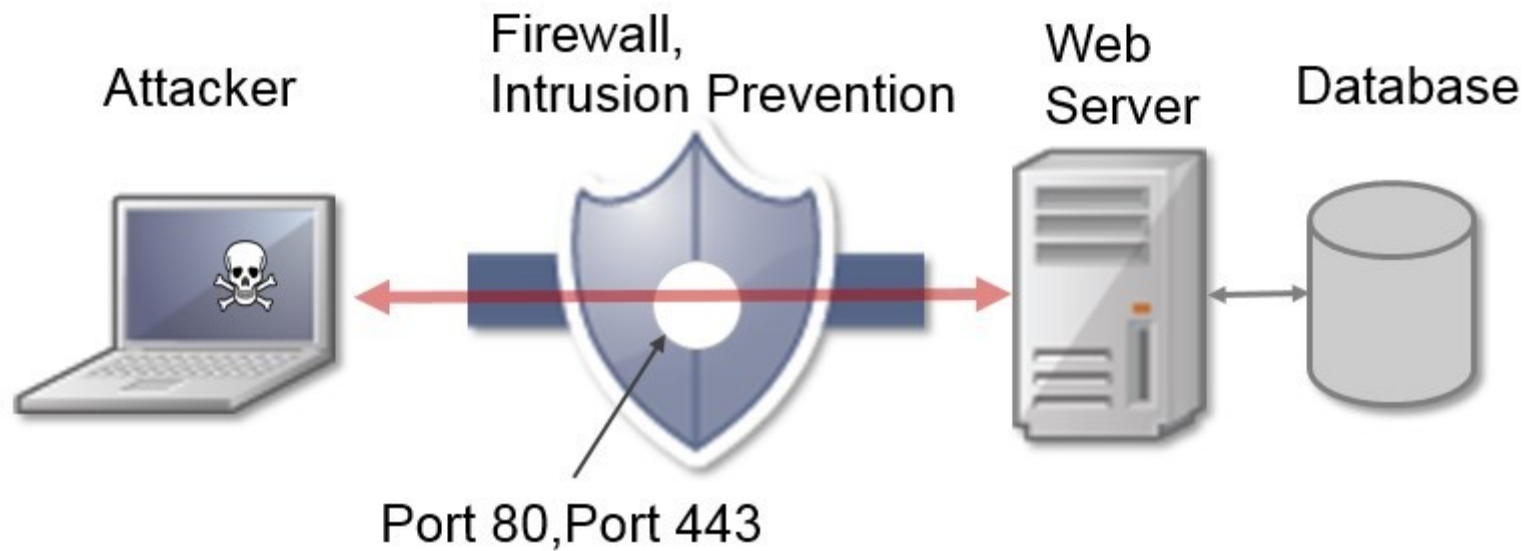 Attacker
Firewall,
Intrusion Prevention
Web
Server
Database
Port 80,Port 443